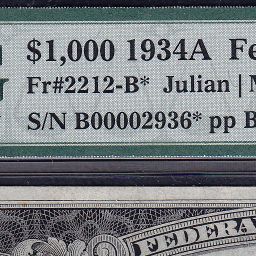 $1,000 1934A Fe
Fr#2212-B* Julian | M
S/N B00002936* pp B
FEDERA